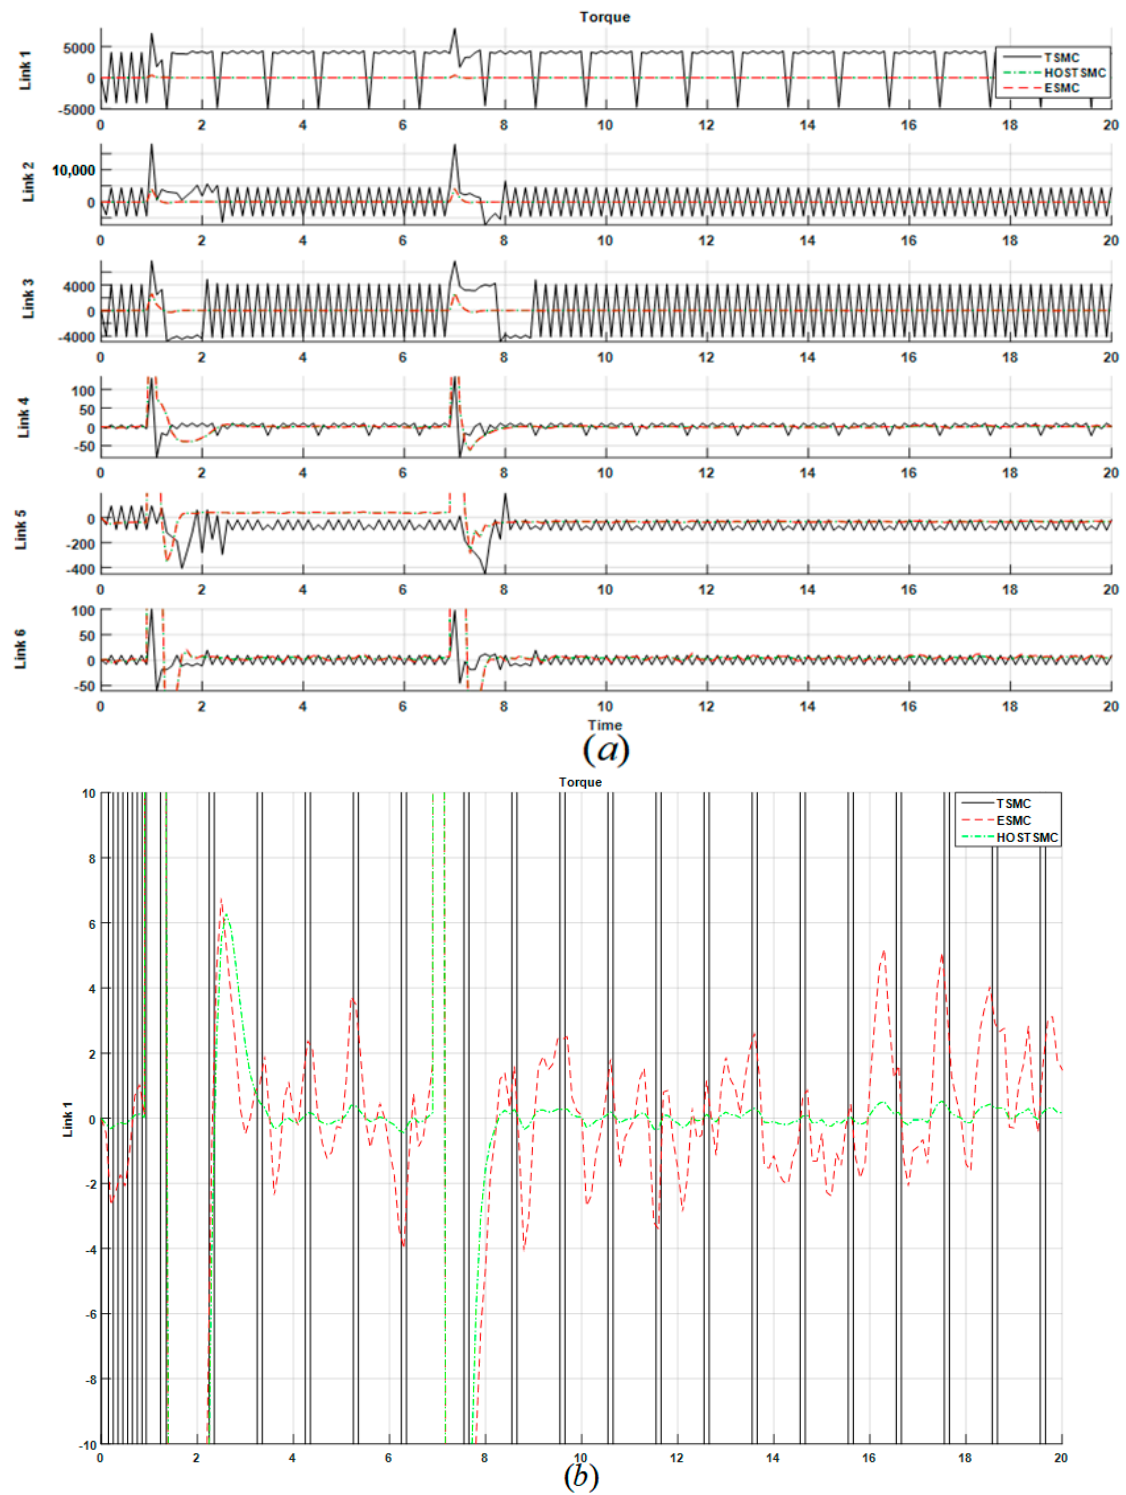 Torque
Link 1
5000
0
-5000
TSMC
HOSTSMC
ESMC
0 2 4 6 8 10 12 14 16 18 20
Link 2
10,000
0
0 2 4 6 8 10 12 14 16 18 20
Link 3
4000
0
-4000
0 2 4 6 8 10 12 14 16 18 20
Link 4
100
50
0
-50
0 2 4 6 8 10 12 14 16 18 20
Link 5
0
-200
-400
0 2 4 6 8 10 12 14 16 18 20
Link 6
100
50
0
-50
0 2 4 6 8 10 12 14 16 18 20
Time
(a)
Torque
Link 1
10
8
6
4
2
0
-2
-4
-6
-8
-10
TSMC
ESMC
HOSTSMC
0 2 4 6 8 10 12 14 16 18 20
(b)